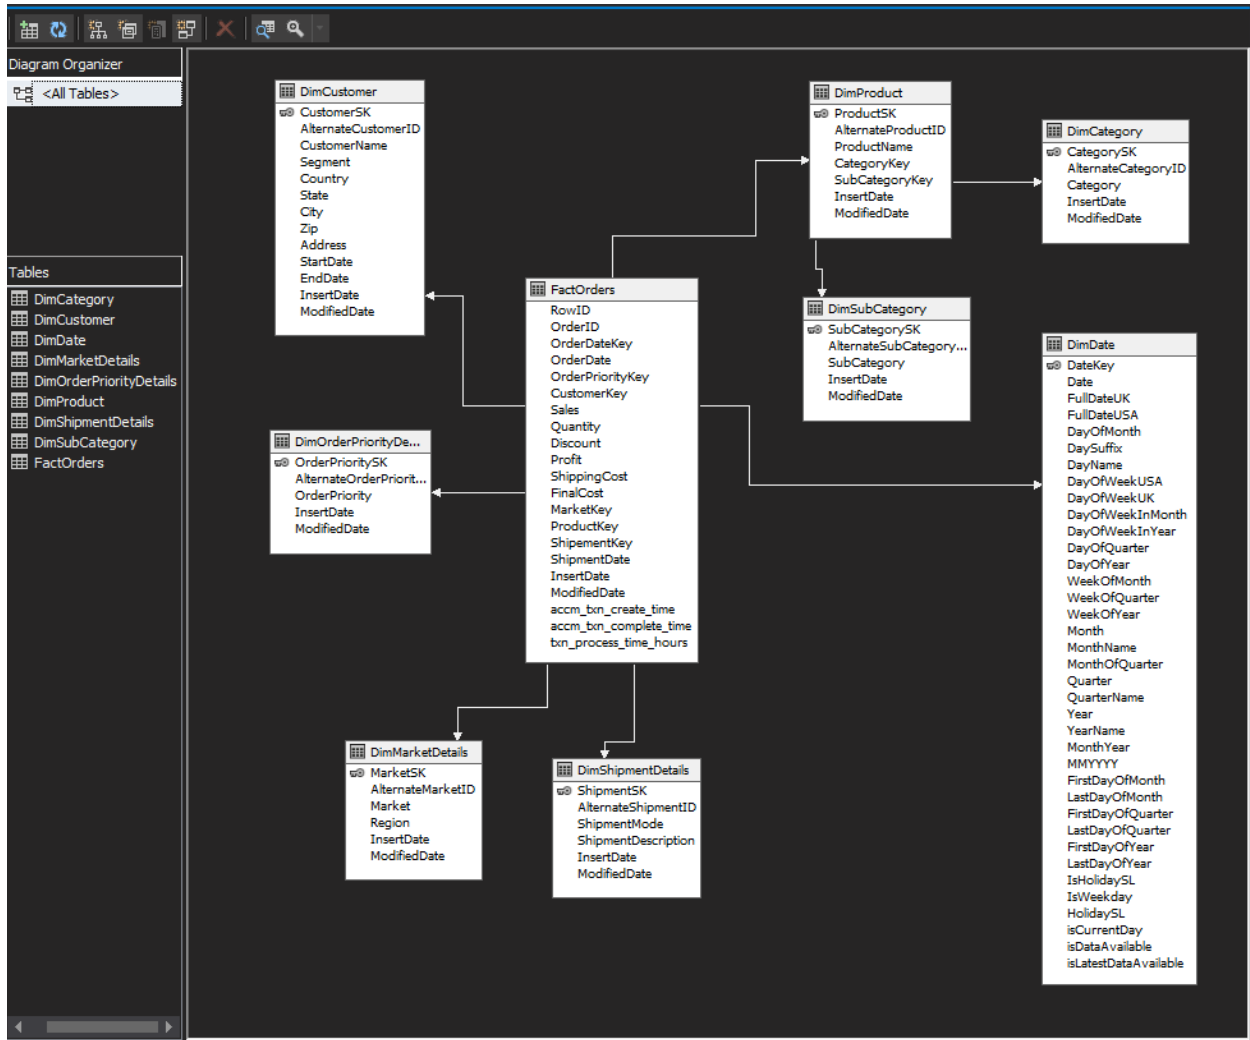 Diagram Organizer
<All Tables>
Tables
DimCategory
DimCustomer
DimDate
DimMarketDetails
DimOrderPriorityDetails
DimProduct
DimShipmentDetails
DimSubCategory
FactOrders
DimCustomer
CustomerSK
AlternateCustomerID
CustomerName
Segment
Country
State
City
Zip
Address
StartDate
EndDate
InsertDate
ModifiedDate
DimProduct
ProductSK
AlternateProductID
ProductName
CategoryKey
SubCategoryKey
InsertDate
ModifiedDate
DimCategory
CategorySK
AlternateCategoryID
Category
InsertDate
ModifiedDate
FactOrders
RowID
OrderID
OrderDateKey
OrderDate
OrderPriorityKey
CustomerKey
Sales
Quantity
Discount
Profit
ShippingCost
FinalCost
MarketKey
ProductKey
ShipementKey
ShipmentDate
InsertDate
ModifiedDate
accm_txn_create_time
accm_txn_complete_time
txn_process_time_hours
DimSubCategory
SubCategorySK
AlternateSubCategory...
SubCategory
InsertDate
ModifiedDate
DimDate
DateKey
Date
FullDateUK
FullDateUSA
DayOfMonth
DaySuffix
DayName
DayOfWeekUSA
DayOfWeekUK
DayOfWeekInMonth
DayOfWeekInYear
DayOfQuarter
DayOfYear
WeekOfMonth
WeekOfQuarter
WeekOfYear
Month
MonthName
MonthOfQuarter
Quarter
QuarterName
Year
YearName
MonthYear
MMYYYY
FirstDayOfMonth
LastDayOfMonth
FirstDayOfQuarter
LastDayOfQuarter
FirstDayOfYear
LastDayOfYear
IsHolidaySL
IsWeekday
HolidaySL
isCurrentDay
isDataAvailable
isLatestDataAvailable
DimOrderPriorityDe...
OrderPrioritySK
AlternateOrderPriorit...
OrderPriority
InsertDate
ModifiedDate
DimMarketDetails
MarketSK
AlternateMarketID
Market
Region
InsertDate
ModifiedDate
DimShipmentDetails
ShipmentSK
AlternateShipmentID
ShipmentMode
ShipmentDescription
InsertDate
ModifiedDate